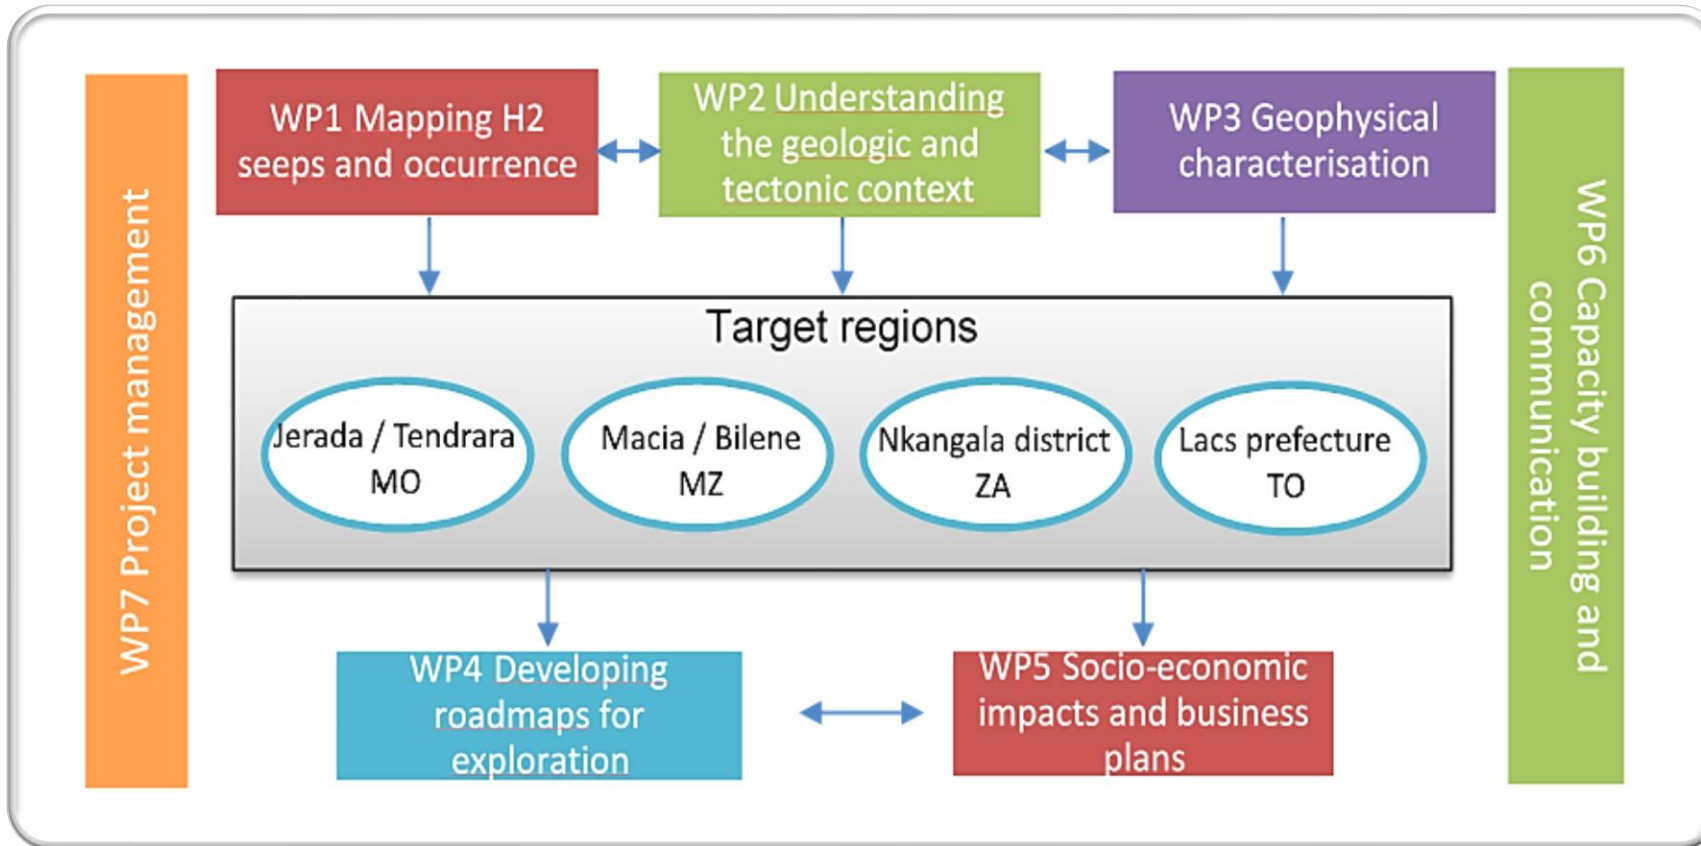 WP7 Project management
WP1 Mapping H2
seeps and occurrence
WP2 Understanding
the geologic and
tectonic context
WP3 Geophysical
characterisation
WP6 Capacity building and
communication
Target regions
Jerada / Tendrara
MO
Macia / Bilene
MZ
Nkangala district
ZA
Lacs prefecture
TO
WP4 Developing
roadmaps for
exploration
WP5 Socio-economic
impacts and business
plans